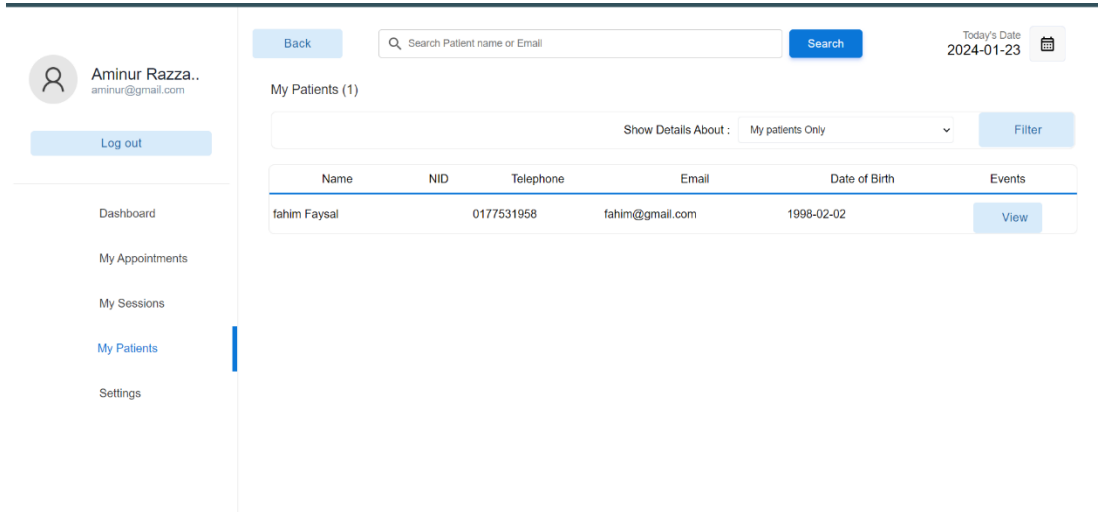 Aminur Razza..
aminur@gmail.com
Log out
Dashboard
My Appointments
My Sessions
My Patients
Settings
Back
Search Patient name or Email
Search
Today's Date
2024-01-23
My Patients (1)
Show Details About : My patients Only Filter
Name NID Telephone Email Date of Birth Events
fahim Faysal 0177531958 fahim@gmail.com 1998-02-02 View